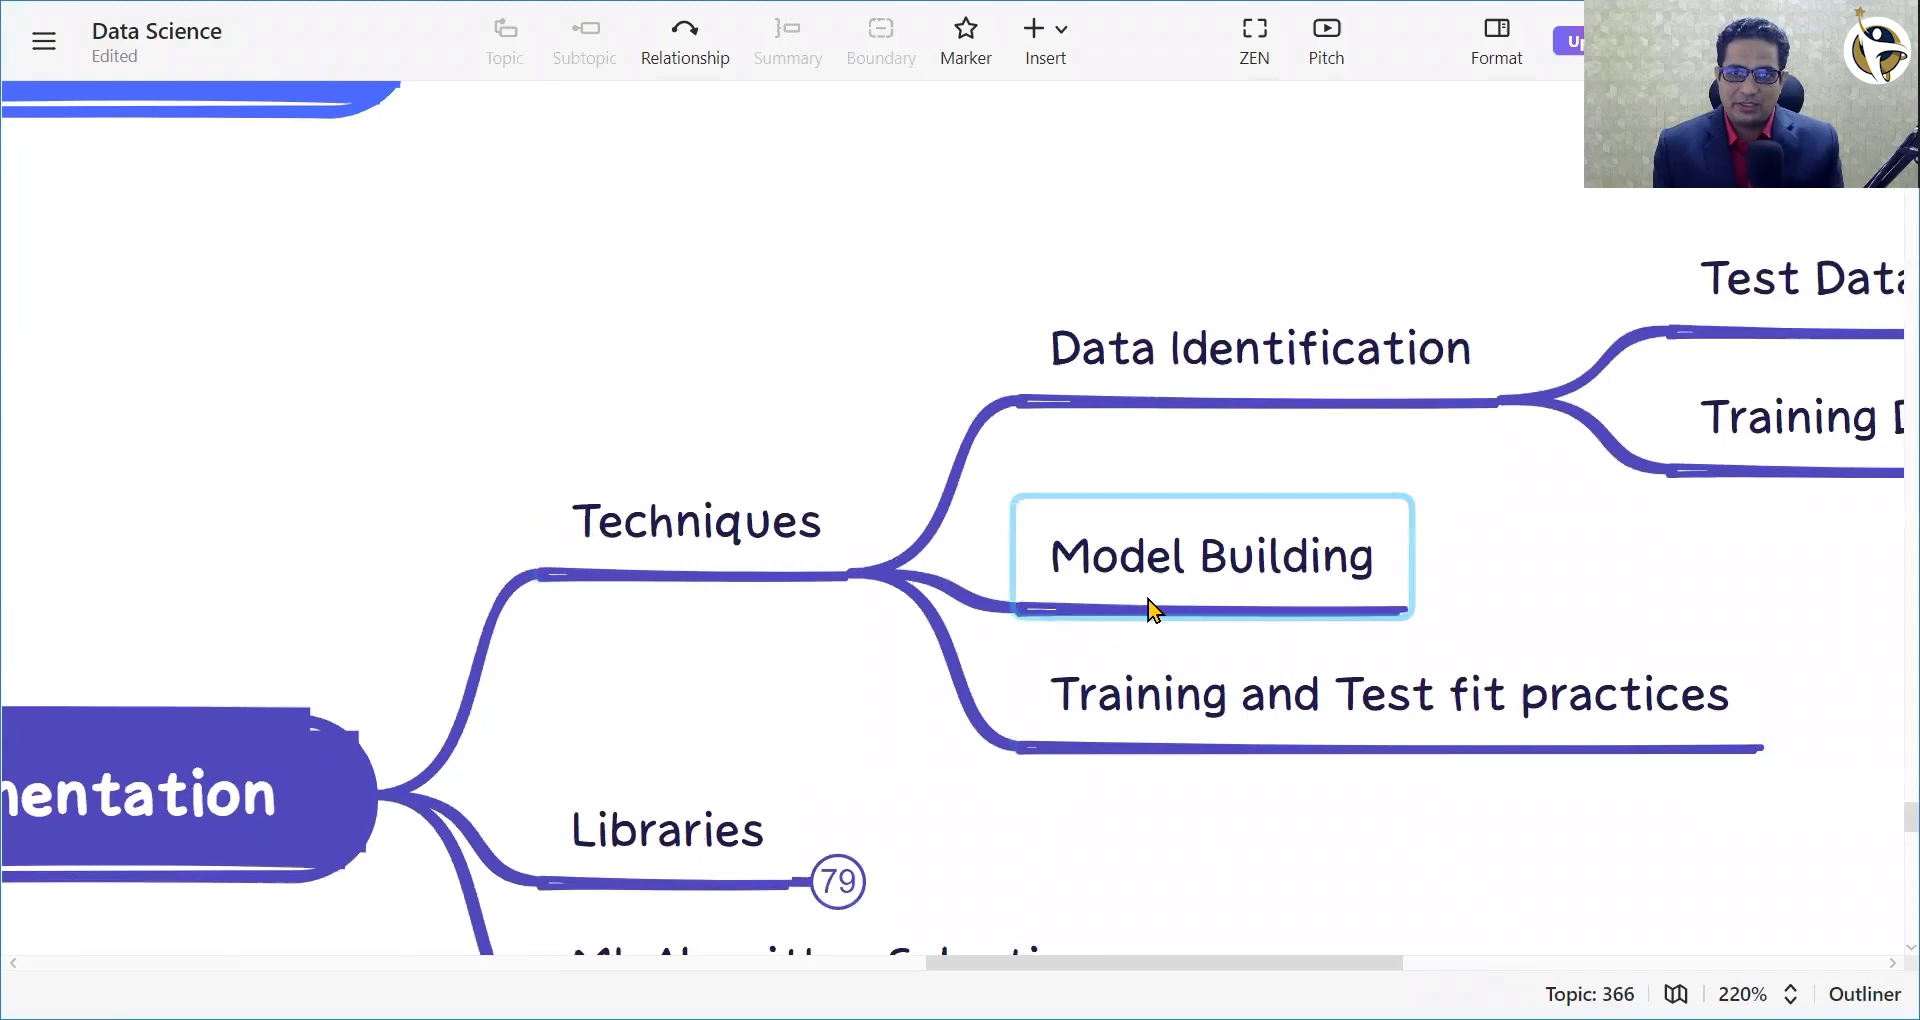 Data Science
Edited
Topic
Subtopic
Relationship
Summary
Boundary
Marker
Insert
ZEN
Pitch
Format
Test Data
Data Identification
Training
Techniques
Model Building
Training and Test fit practices
mentation
Libraries
79
Topic: 366
220%
Outliner